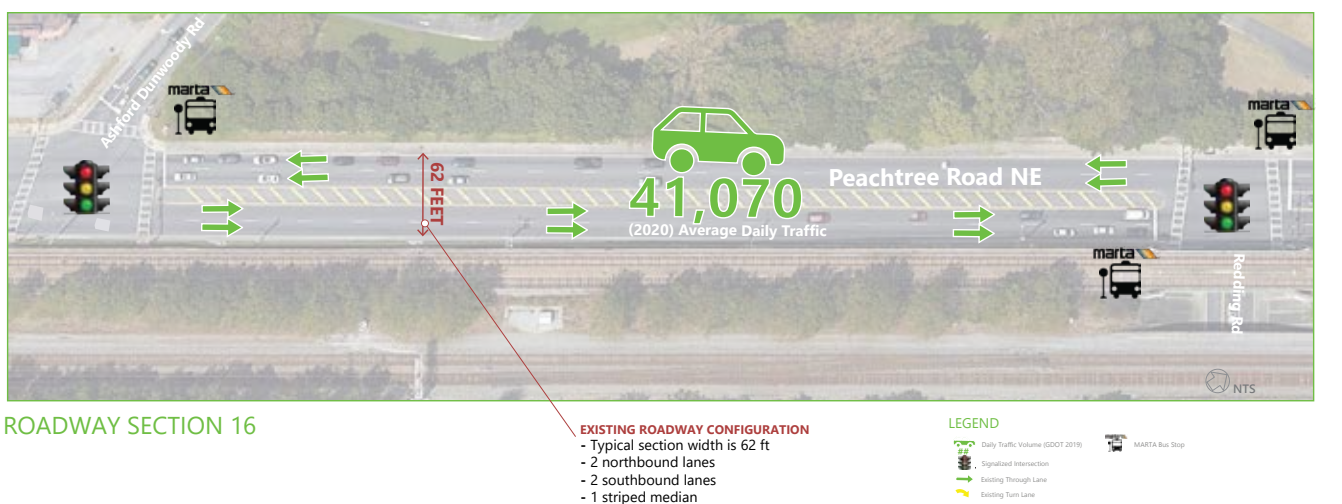 Ashford Dunwoody Rd
marta
marta
62 FEET
Peachtree Road NE
41,070
(2020) Average Daily Traffic
marta
Redding Rd
NTS
ROADWAY SECTION 16
EXISTING ROADWAY CONFIGURATION
- Typical section width is 62 ft
- 2 northbound lanes
- 2 southbound lanes
- 1 striped median
LEGEND
##
Daily Traffic Volume (GDOT 2019)
marta
MARTA Bus Stop
Signalized Intersection
Existing Through Lane
Existing Turn Lane